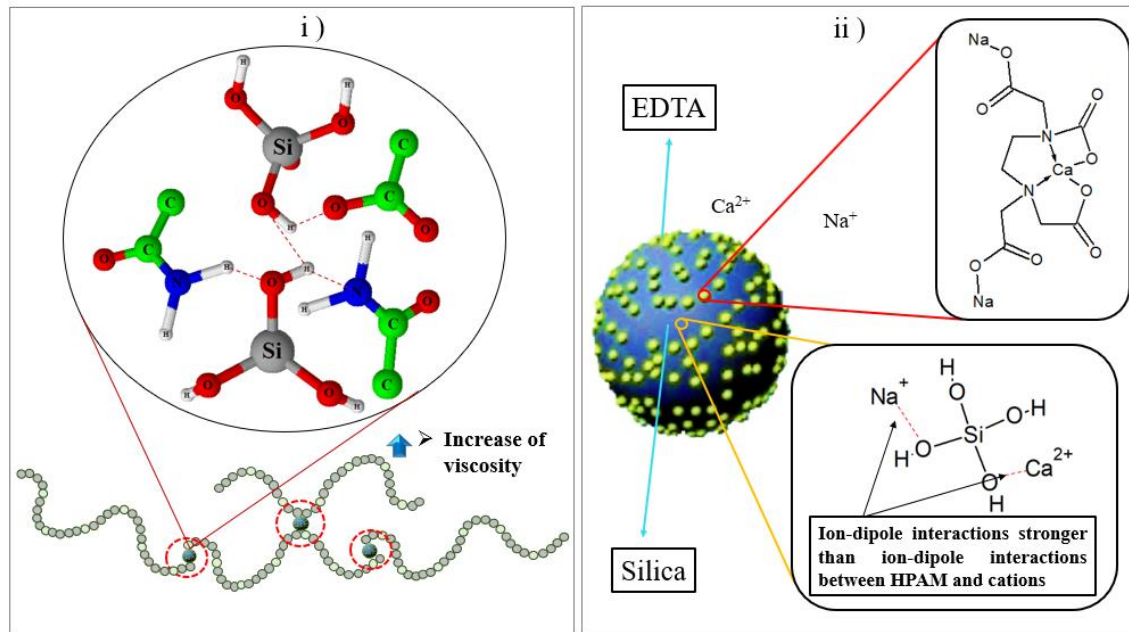 i )
H
H
O
O
Si
C
O
O
H
C
O
C
H
O
C
N
H
O
H
N
O
H
H
C
Si
C
O
O
H
H
➢ Increase of
viscosity
ii )
EDTA
Ca²⁺
Na⁺
Silica
Na
O
O
O
O
N
O
Ca
N
O
O
O
O
Na
H
H
Na⁺
O
O-H
Si
H-O
O
Ca²⁺
H
Ion-dipole interactions stronger
than ion-dipole interactions
between HPAM and cations